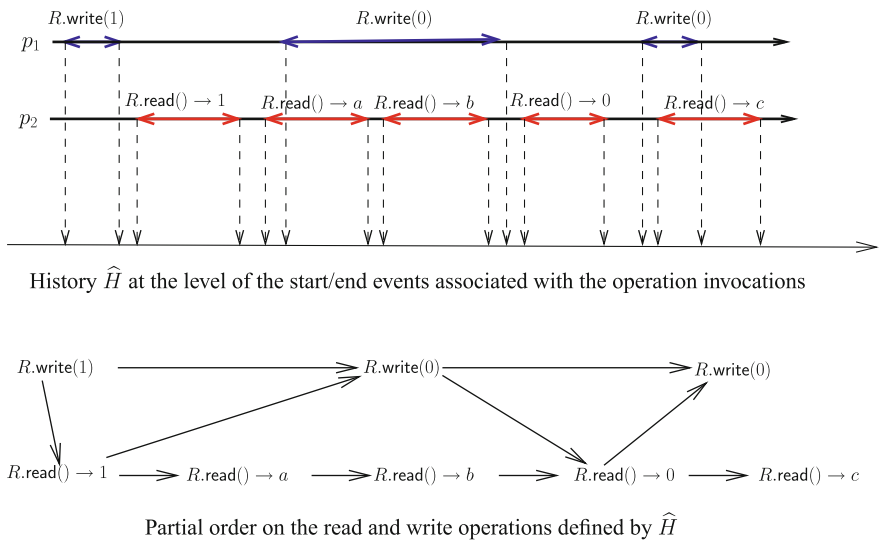 R.write(1) R.write(0) R.write(0)
p₁
R.read() → 1 R.read() → a R.read() → b R.read() → 0 R.read() → c
p₂
History Ĥ at the level of the start/end events associated with the operation invocations
R.write(1) R.write(0) R.write(0)
R.read() → 1 R.read() → a R.read() → b R.read() → 0 R.read() → c
Partial order on the read and write operations defined by Ĥ